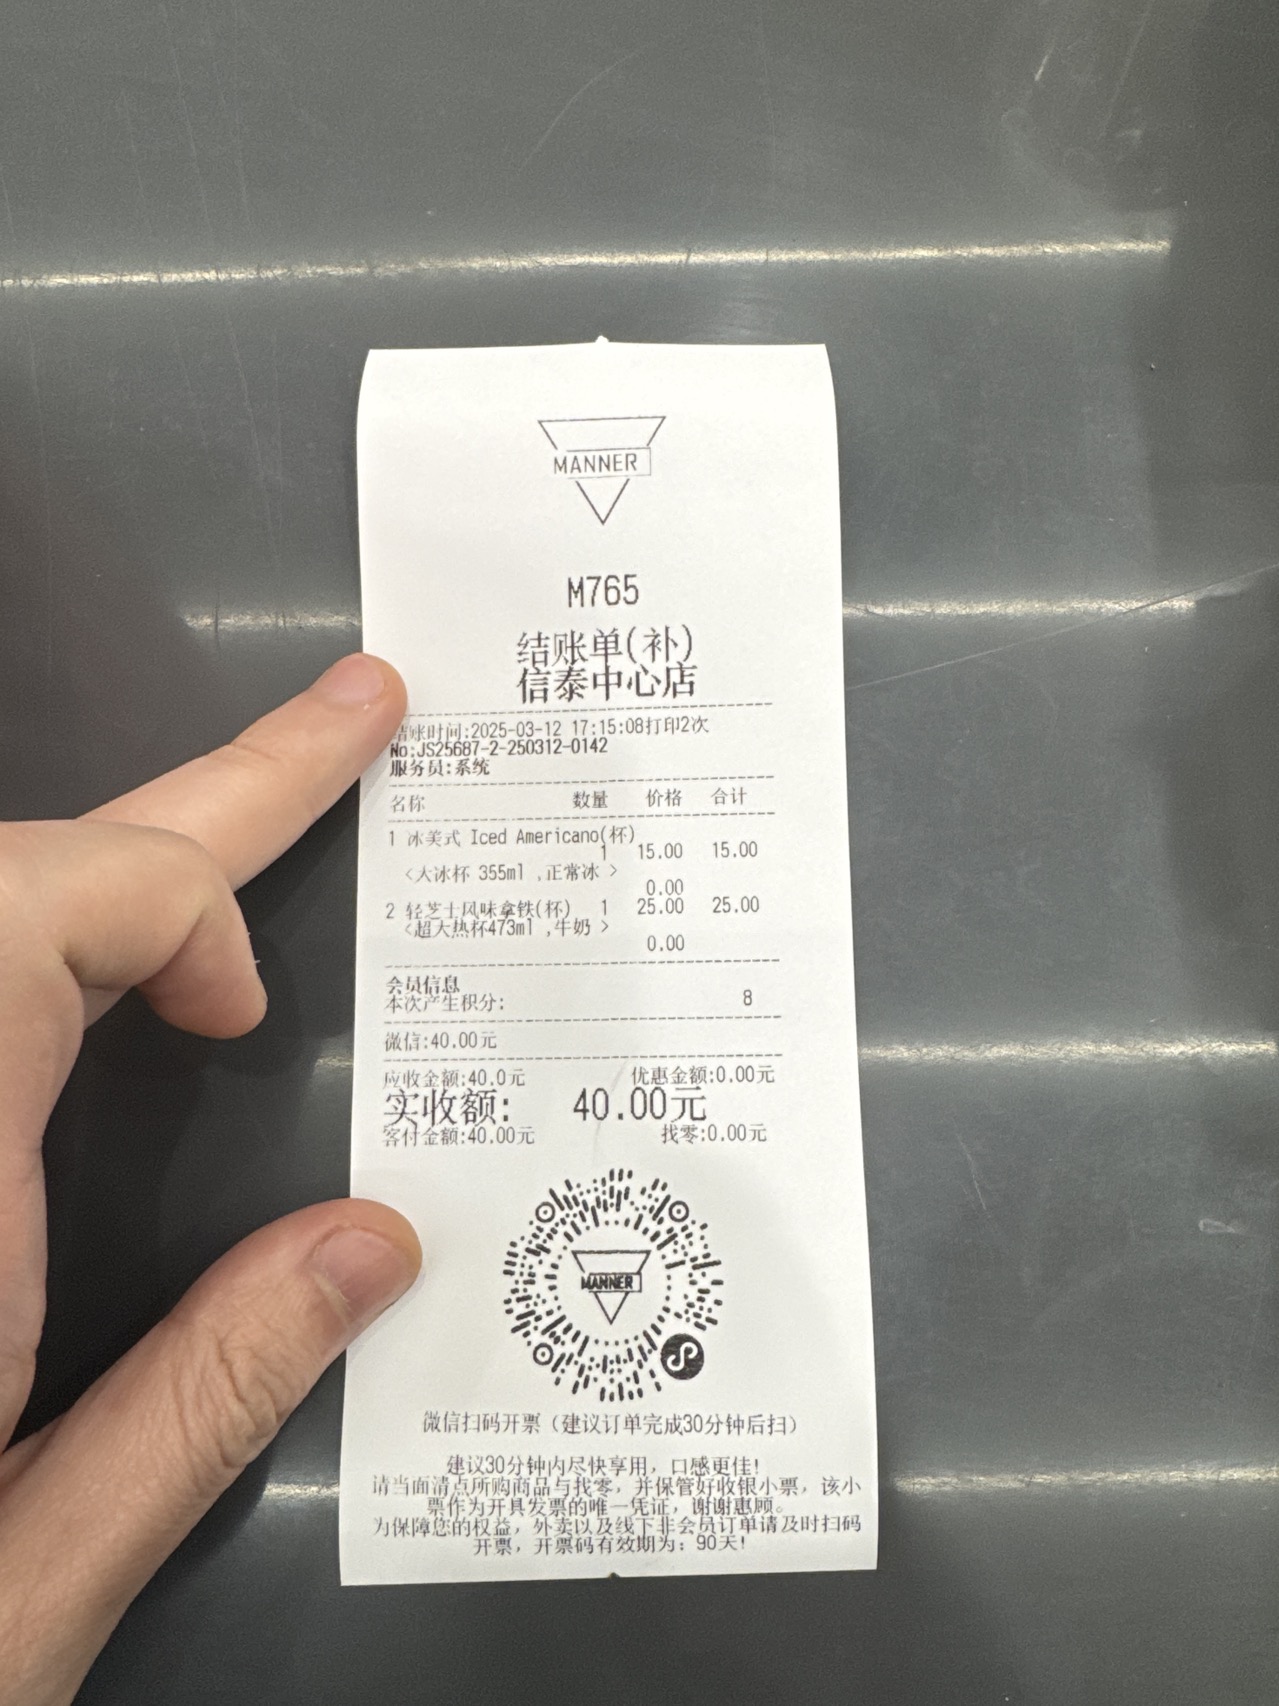 MANNER
M765
结账单(补)
信泰中心店
结账时间:2025-03-12 17:15:08打印2次
No:JS25687-2-250312-0142
服务员:系统
名称 数量 价格 合计
1 冰美式 Iced Americano(杯)
1 15.00 15.00
<大冰杯 355ml ,正常冰 >
0.00
2 轻芝士风味拿铁(杯) 1 25.00 25.00
<超大热杯473ml ,牛奶 >
0.00
会员信息
本次产生积分: 8
微信:40.00元
应收金额:40.0元 优惠金额:0.00元
实收额: 40.00元
客付金额:40.00元 找零:0.00元
MANNER
微信扫码开票（建议订单完成30分钟后扫）
建议30分钟内尽快享用，口感更佳!
请当面清点所购商品与找零，并保管好收银小票，该小
票作为开具发票的唯一凭证，谢谢惠顾。
为保障您的权益，外卖以及线下非会员订单请及时扫码
开票，开票码有效期为：90天!